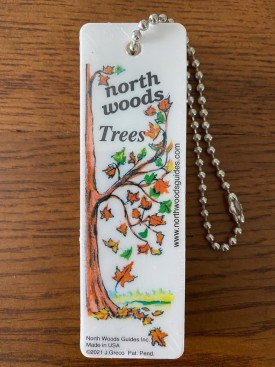 north
woods
Trees
www.northwoodsguides.com
North Woods Guides Inc.
Made in USA
©2021 J.Greco Pat. Pend.